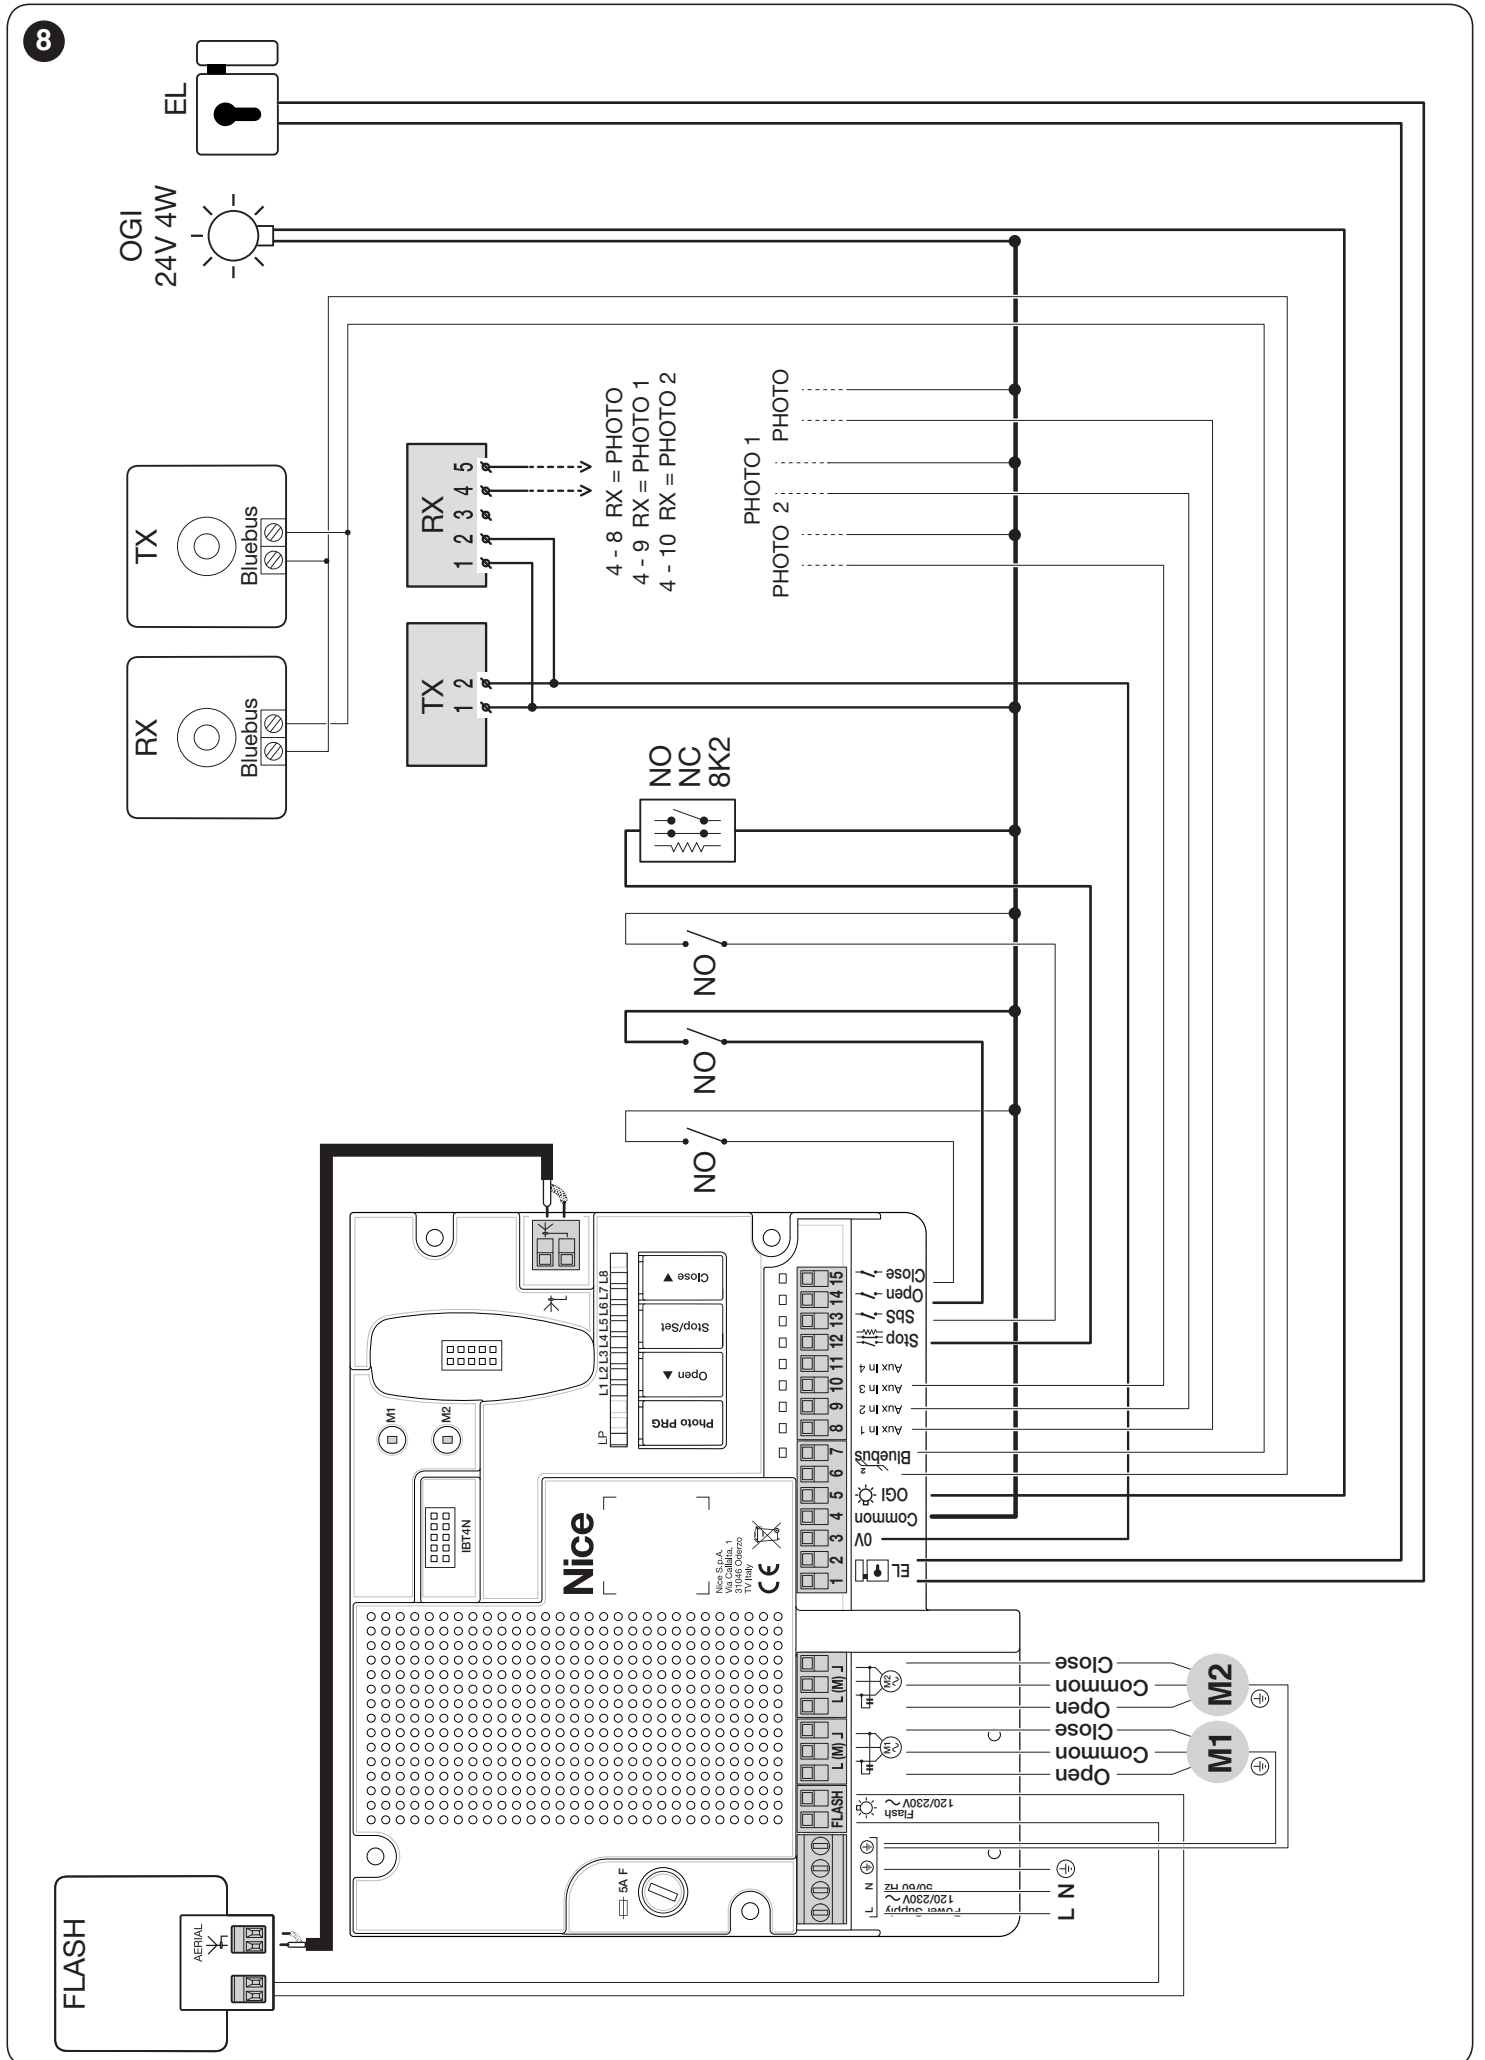 8
EL
OGI
24V 4W
TX
Bluebus
RX
Bluebus
RX
1 2 3 4 5
TX
1 2
4 - 8 RX = PHOTO
4 - 9 RX = PHOTO 1
4 - 10 RX = PHOTO 2
PHOTO
PHOTO 1
PHOTO 2
NO
NC
8K2
NO
NO
NO
M1
M2
IBT4N
LP
L1 L2 L3 L4 L5 L6 L7 L8
Photo PRG
Open ▲
Stop/Set
Close ▼
Nice
Nice S.p.A.
Via Callalta, 1
31046 Oderzo
TV Italy
CE
5A F
15
Close
14
Open
13
SbS
12
Stop
11
Aux In 4
10
Aux In 3
9
Aux In 2
8
Aux In 1
7
Bluebus
6
2
5
OGI
4
Common
3
0V
2
1
EL
L (M)
M2
Close
Common
Open
M2
L (M)
M1
Close
Common
Open
M1
FLASH
Flash
120/230V
L
N
Power Supply
120/230V
50/60 Hz
L N
FLASH
AERIAL